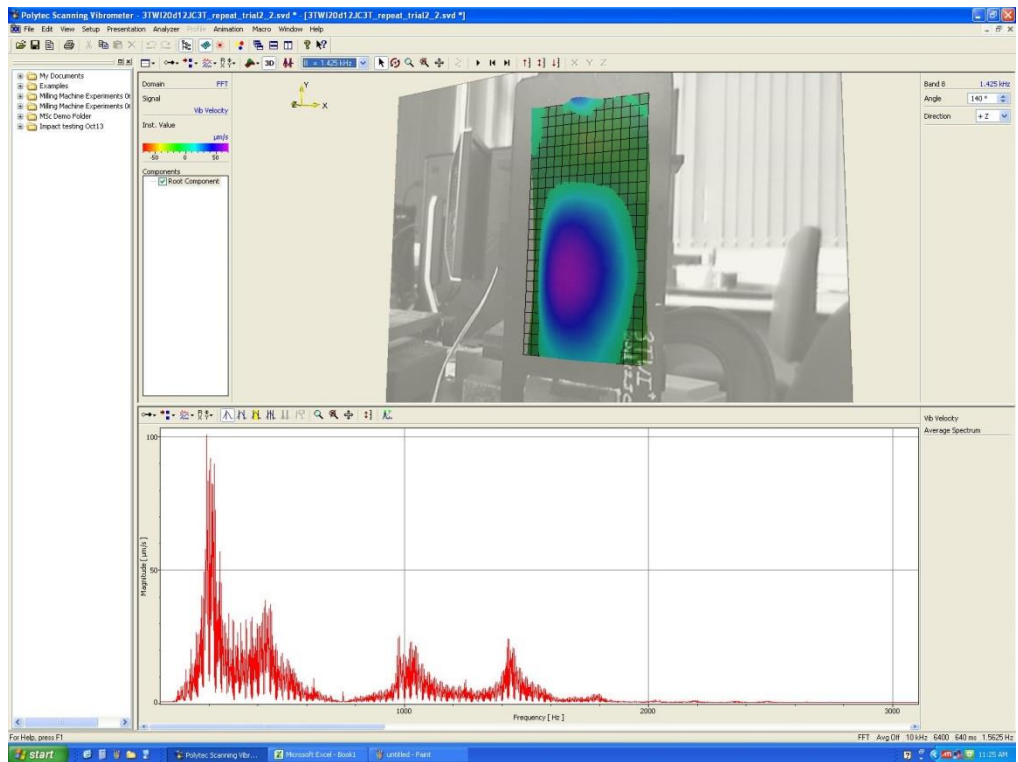 Polytec Scanning Vibrometer - 3TWI20d12JC3T_repeat_trial2_2.svd * - [3TWI20d12JC3T_repeat_trial2_2.svd *]
File Edit View Setup Presentation Analyzer Profile Animation Macro Window Help
3D 8 = 1.425 kHz X Y Z
My Documents
Examples
Milling Machine Experiments
Milling Machine Experiments
MSc Demo Folder
Impact testing Oct13
Domain FFT
Signal
Vib Velocity
Inst. Value
µm/s
-50 0 50
Components
Root Component
Y
X
Band 8 1.425 kHz
Angle 140 °
Direction + Z
Vib Velocity
Average Spectrum
Magnitude [ µm/s ]
100
50
0
1000 2000 3000
Frequency [ Hz ]
For Help, press F1
FFT Avg Off 10 kHz 6400 640 ms 1.5625 Hz
start Polytec Scanning Vibr... Microsoft Excel - Book1 untitled - Paint 11:25 AM